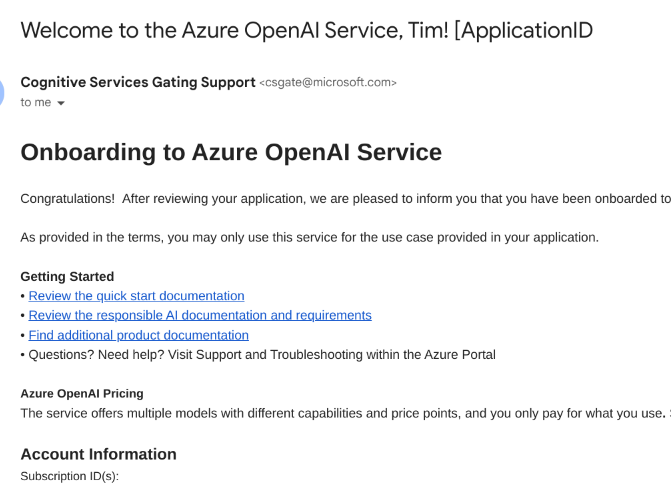 Welcome to the Azure OpenAI Service, Tim! [ApplicationID
Cognitive Services Gating Support <csgate@microsoft.com>
to me
Onboarding to Azure OpenAI Service
Congratulations!  After reviewing your application, we are pleased to inform you that you have been onboarded to
As provided in the terms, you may only use this service for the use case provided in your application.
Getting Started
• Review the quick start documentation
• Review the responsible AI documentation and requirements
• Find additional product documentation
• Questions? Need help? Visit Support and Troubleshooting within the Azure Portal
Azure OpenAI Pricing
The service offers multiple models with different capabilities and price points, and you only pay for what you use.
Account Information
Subscription ID(s):